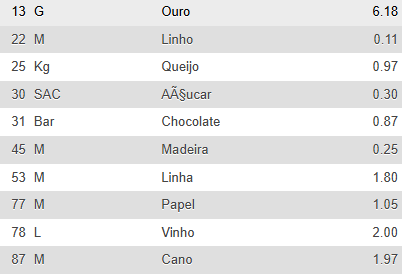 13 G Ouro 6.18
22 M Linho 0.11
25 Kg Queijo 0.97
30 SAC AÃ§ucar 0.30
31 Bar Chocolate 0.87
45 M Madeira 0.25
53 M Linha 1.80
77 M Papel 1.05
78 L Vinho 2.00
87 M Cano 1.97